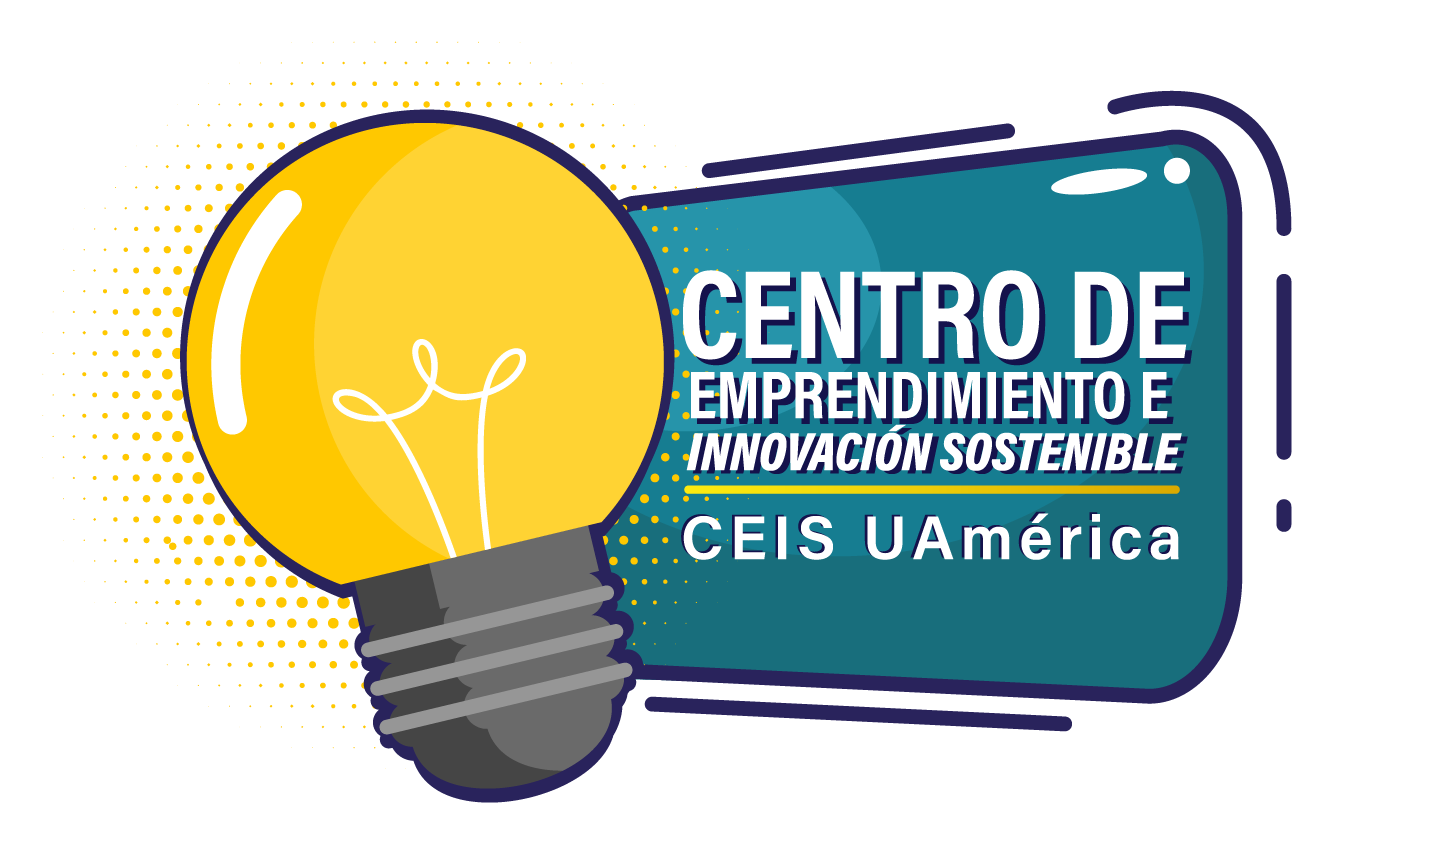 CENTRO DE
EMPRENDIMIENTO E
INNOVACIÓN SOSTENIBLE
CEIS UAmérica